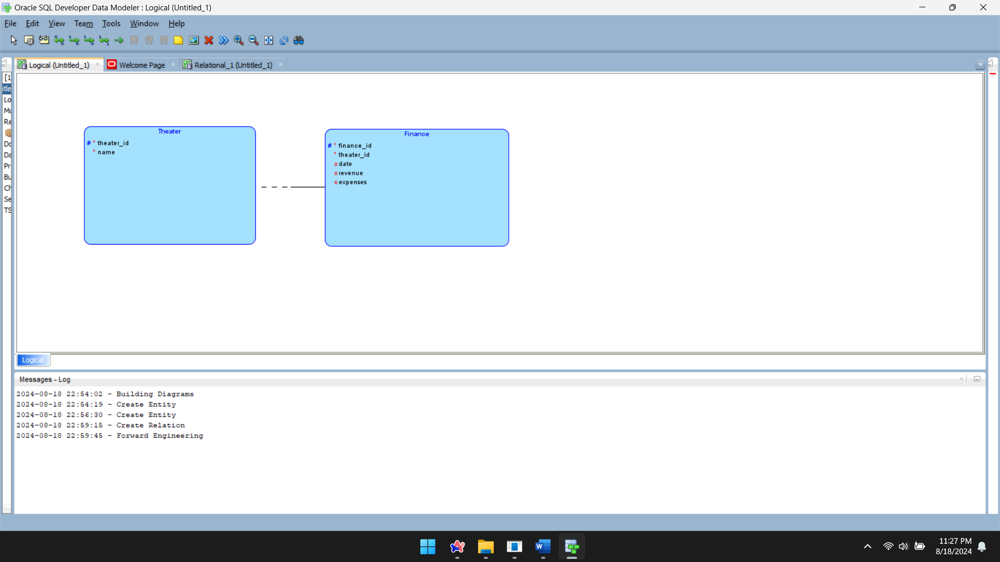 Oracle SQL Developer Data Modeler : Logical (Untitled_1)
File Edit View Team Tools Window Help
Logical (Untitled_1) Welcome Page Relational_1 (Untitled_1)
[1
itle
Lo
Mu
Re
Do
Da
Pr
Bu
Ch
Se
TS
Theater
# * theater_id
* name
Finance
# * finance_id
* theater_id
o date
o revenue
o expenses
Logical
Messages - Log
2024-08-18 22:54:02 - Building Diagrams
2024-08-18 22:54:19 - Create Entity
2024-08-18 22:56:30 - Create Entity
2024-08-18 22:59:15 - Create Relation
2024-08-18 22:59:45 - Forward Engineering
11:27 PM
8/18/2024